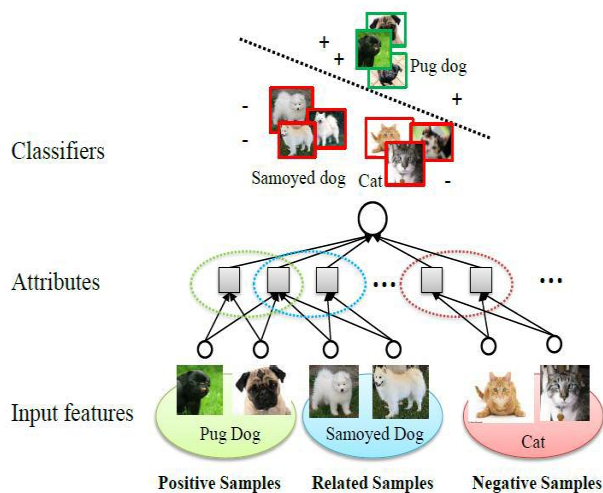 +
+
Pug dog
+
-
-
Classifiers
Samoyed dog
Cat
-
Attributes
...
...
Input features
Pug Dog
Samoyed Dog
Cat
Positive Samples
Related Samples
Negative Samples